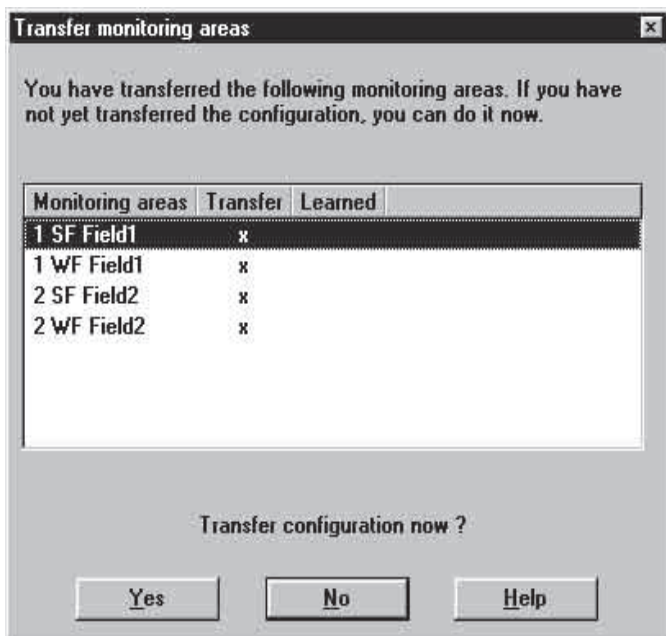 Transfer monitoring areas
You have transferred the following monitoring areas. If you have
not yet transferred the configuration, you can do it now.
Monitoring areas Transfer Learned
1 SF Field1 x
1 WF Field1 x
2 SF Field2 x
2 WF Field2 x
Transfer configuration now ?
Yes No Help